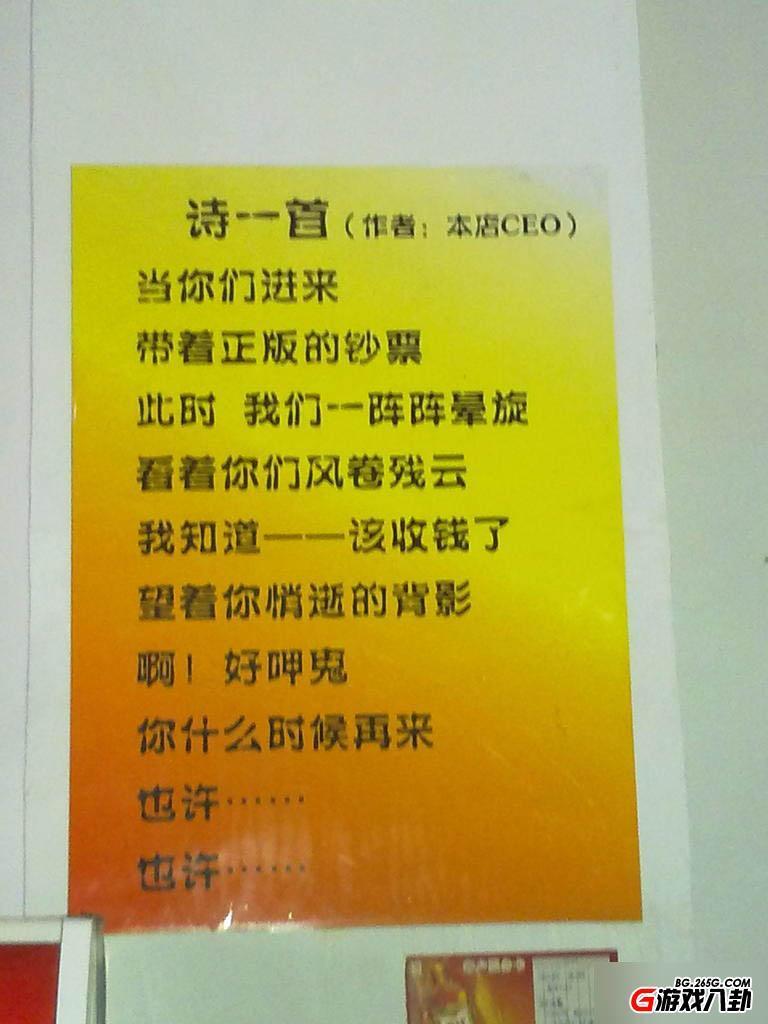 诗一首（作者：本店CEO）
当你们进来
带着正版的钞票
此时 我们一阵阵晕旋
看着你们风卷残云
我知道——该收钱了
望着你悄逝的背影
啊！好呷鬼
你什么时候再来
也许……
也许……
BG.265G.COM
G游戏八卦